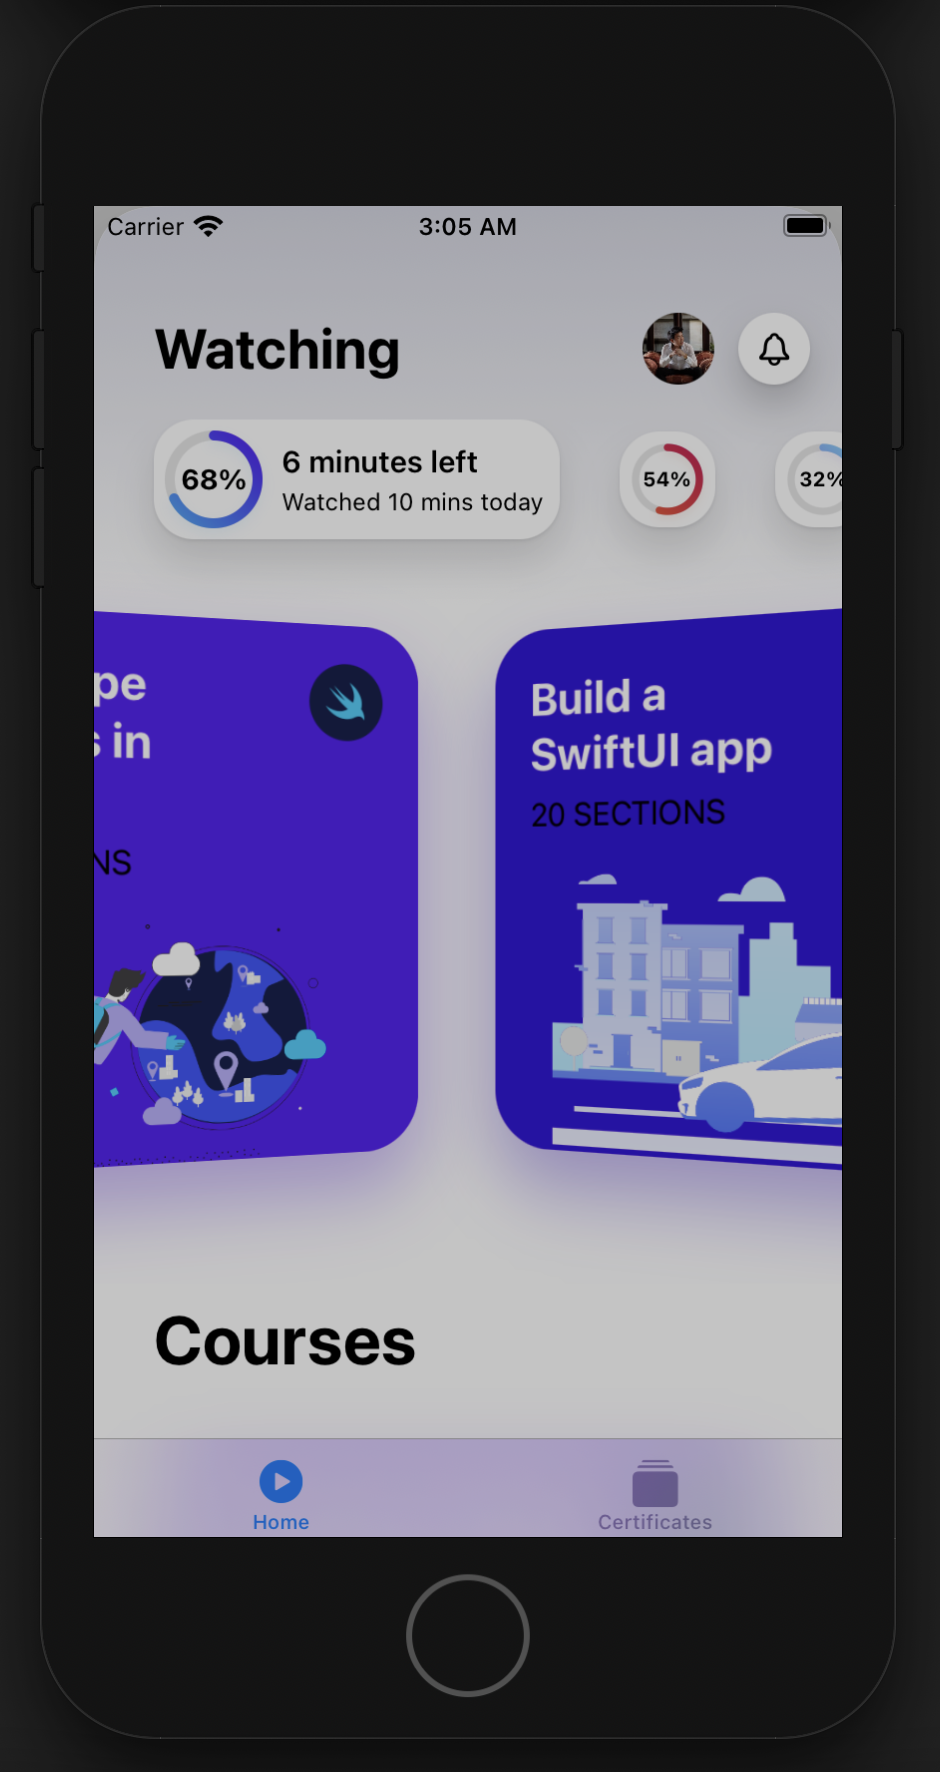 Carrier 3:05 AM
Watching
68%
6 minutes left
Watched 10 mins today
54%
32%
pe
s in
NS
Build a
SwiftUI app
20 SECTIONS
Courses
Home
Certificates